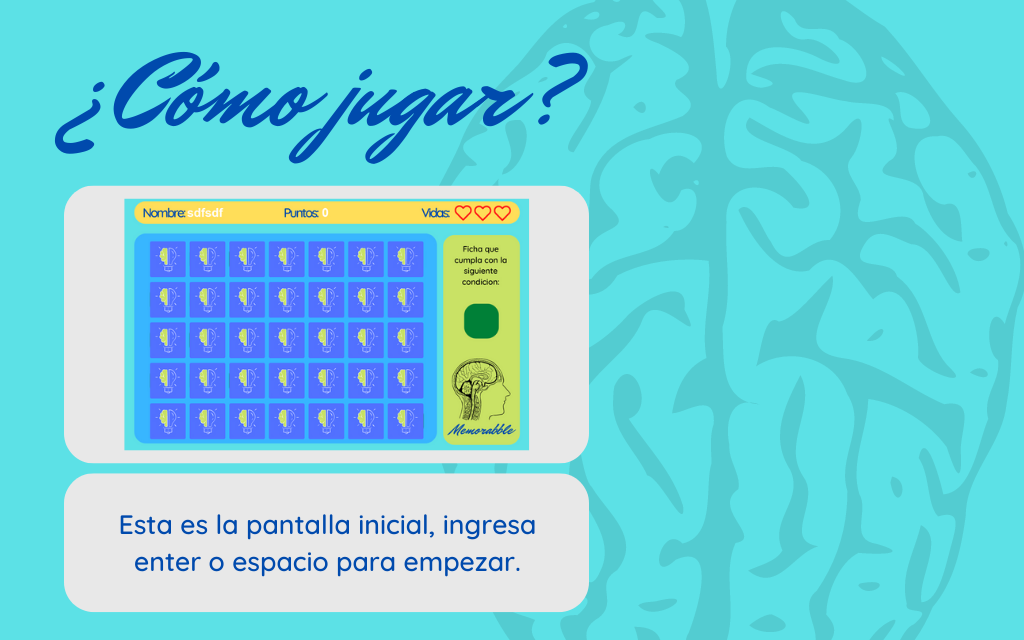 ¿Cómo jugar?
Nombre: sdfsdf Puntos: 0 Vidas:
Ficha que
cumpla con la
siguiente
condicion:
Memorabble
Esta es la pantalla inicial, ingresa
enter o espacio para empezar.